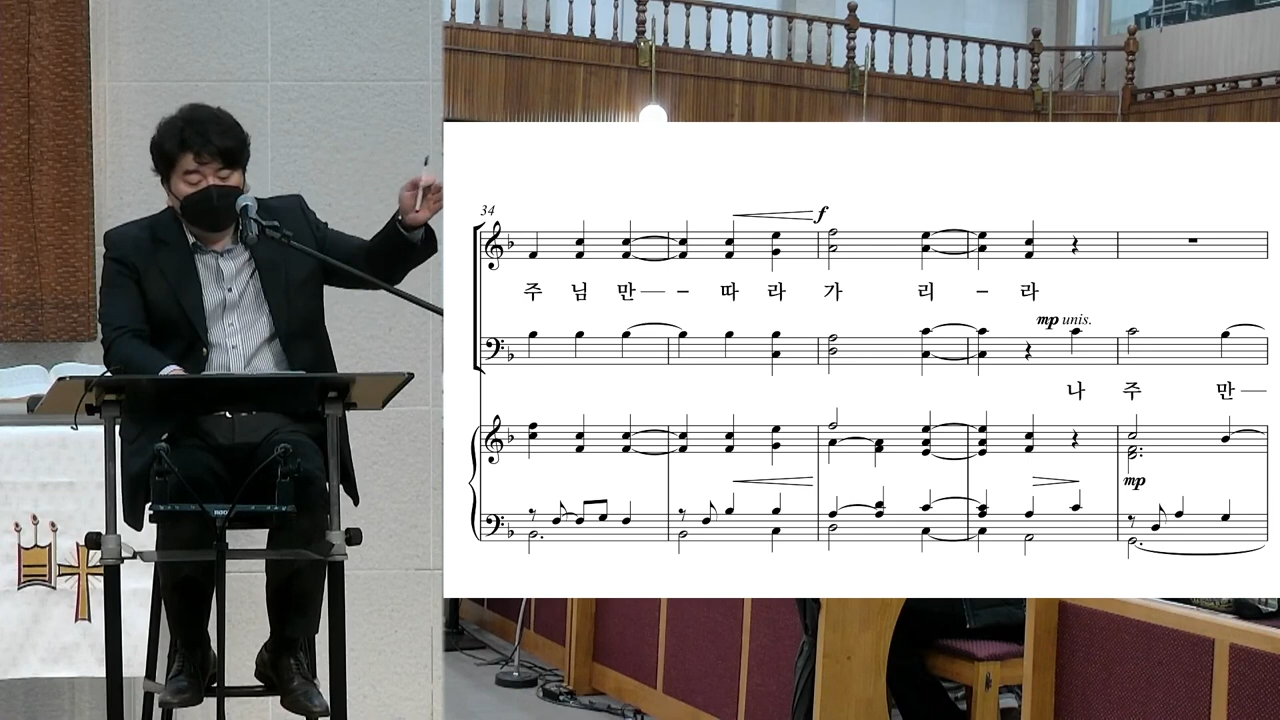 34
f
주 님 만 – 따 라 가 리 – 라
mp unis.
나 주 만
mp